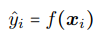 ŷᵢ = f(𝒙ᵢ)